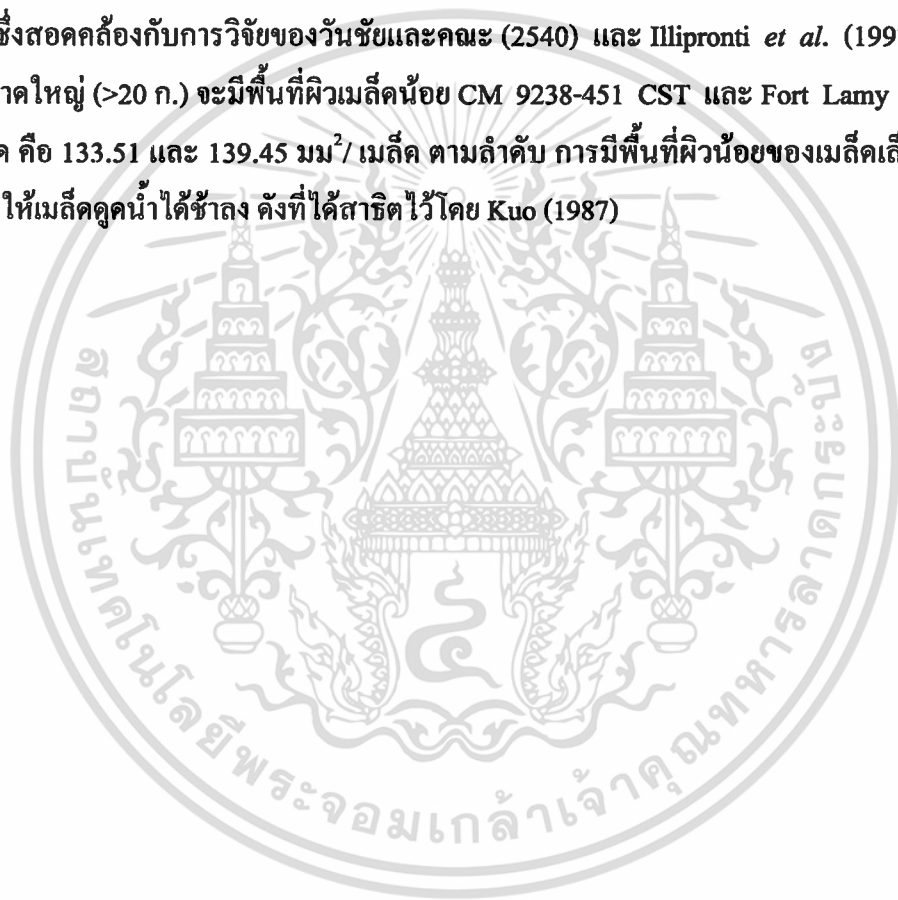 ซึ่งสอดคล้องกับการวิจัยของวันชัยและคณะ (2540) และ Illipronti et al. (199
าดใหญ่ (>20 ก.) จะมีพื้นที่ผิวเมล็ดน้อย CM 9238-451 CST และ Fort Lamy
ด คือ 133.51 และ 139.45 มม²/ เมล็ด ตามลำดับ การมีพื้นที่ผิวน้อยของเมล็ดเล็
ให้เมล็ดดูดน้ำได้ช้าลง ดังที่ได้สาธิตไว้โดย Kuo (1987)
สถาบันเทคโนโลยีพระจอมเกล้าเจ้าคุณทหารลาดกระบัง